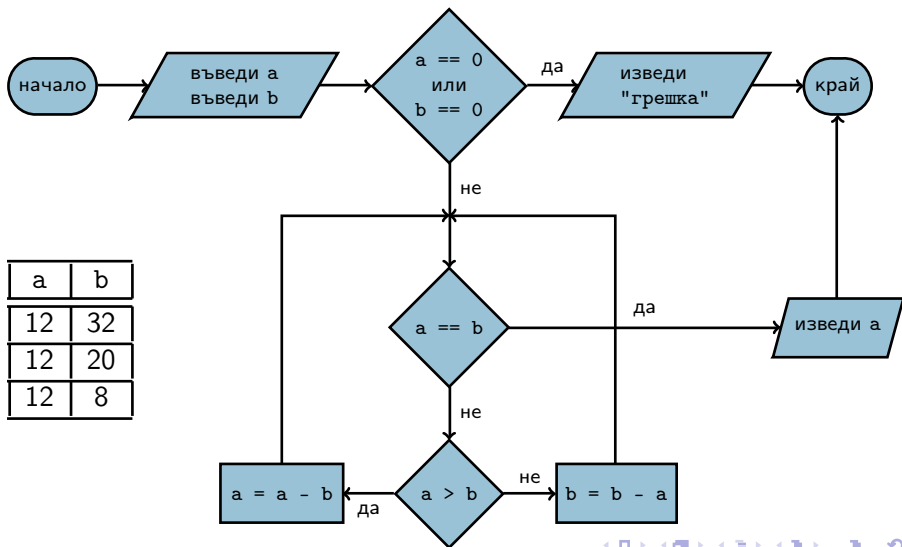 начало
въведи a
въведи b
a == 0
или
b == 0
да
изведи
"грешка"
край
не
a b
12 32
12 20
12 8
a == b
да
изведи a
не
a = a - b
да
a > b
не
b = b - a